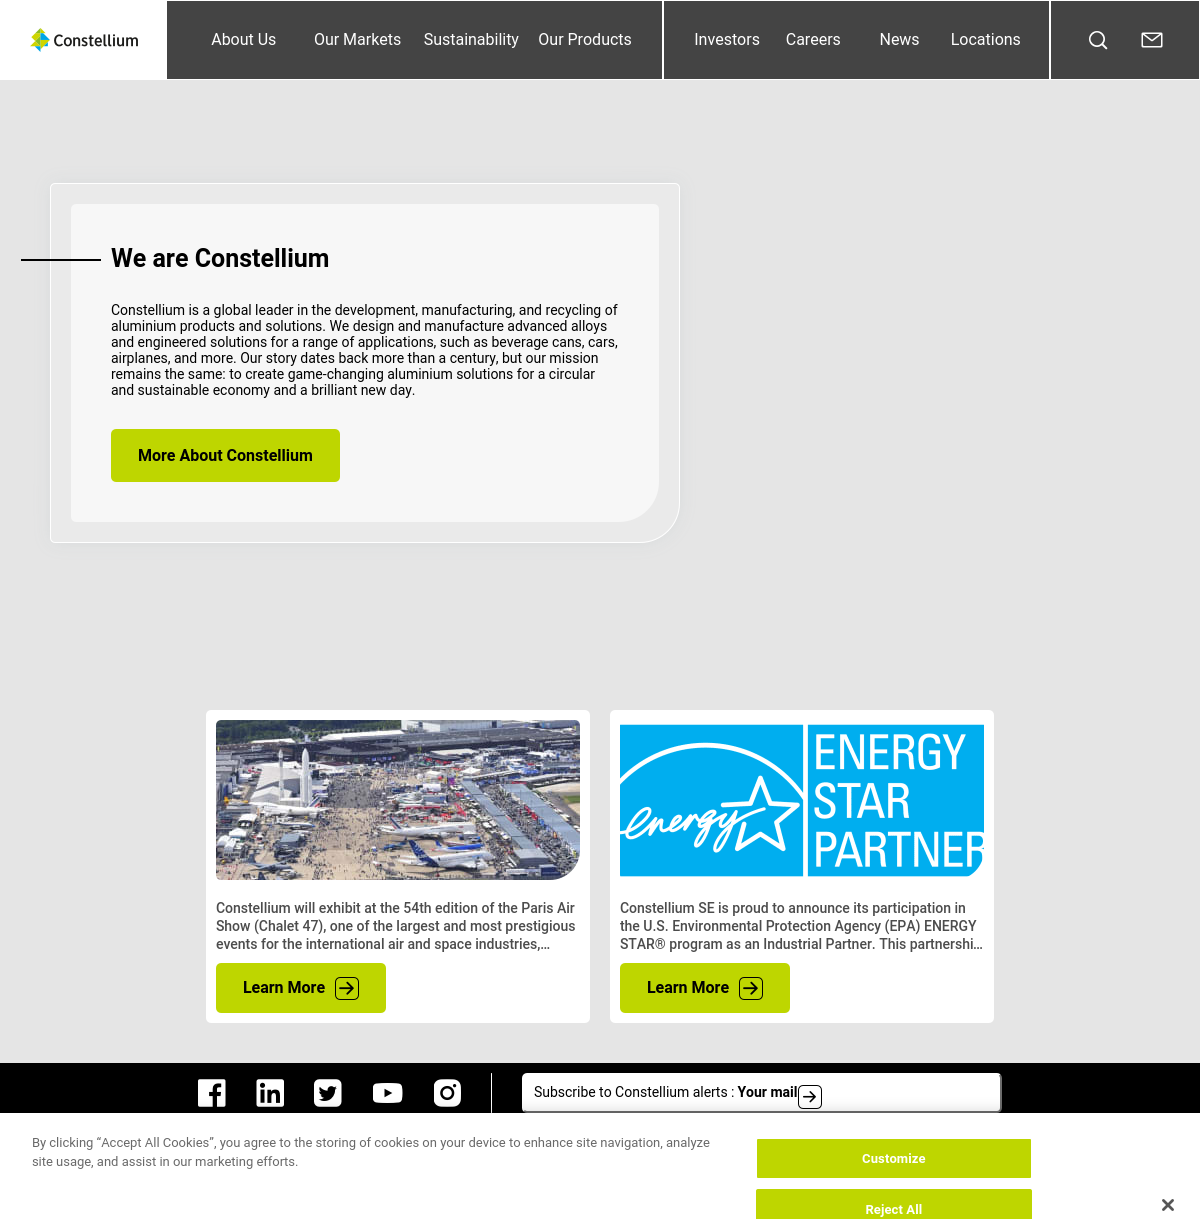 Constellium
About Us Our Markets Sustainability Our Products Investors Careers News Locations
We are Constellium
Constellium is a global leader in the development, manufacturing, and recycling of
aluminium products and solutions. We design and manufacture advanced alloys
and engineered solutions for a range of applications, such as beverage cans, cars,
airplanes, and more. Our story dates back more than a century, but our mission
remains the same: to create game-changing aluminium solutions for a circular
and sustainable economy and a brilliant new day.
More About Constellium
energy
ENERGY
STAR
PARTNER
Constellium will exhibit at the 54th edition of the Paris Air
Show (Chalet 47), one of the largest and most prestigious
events for the international air and space industries,...
Learn More
Constellium SE is proud to announce its participation in
the U.S. Environmental Protection Agency (EPA) ENERGY
STAR® program as an Industrial Partner. This partnershi...
Learn More
Subscribe to Constellium alerts : Your mail
By clicking “Accept All Cookies”, you agree to the storing of cookies on your device to enhance site navigation, analyze
site usage, and assist in our marketing efforts.
Customize
Reject All